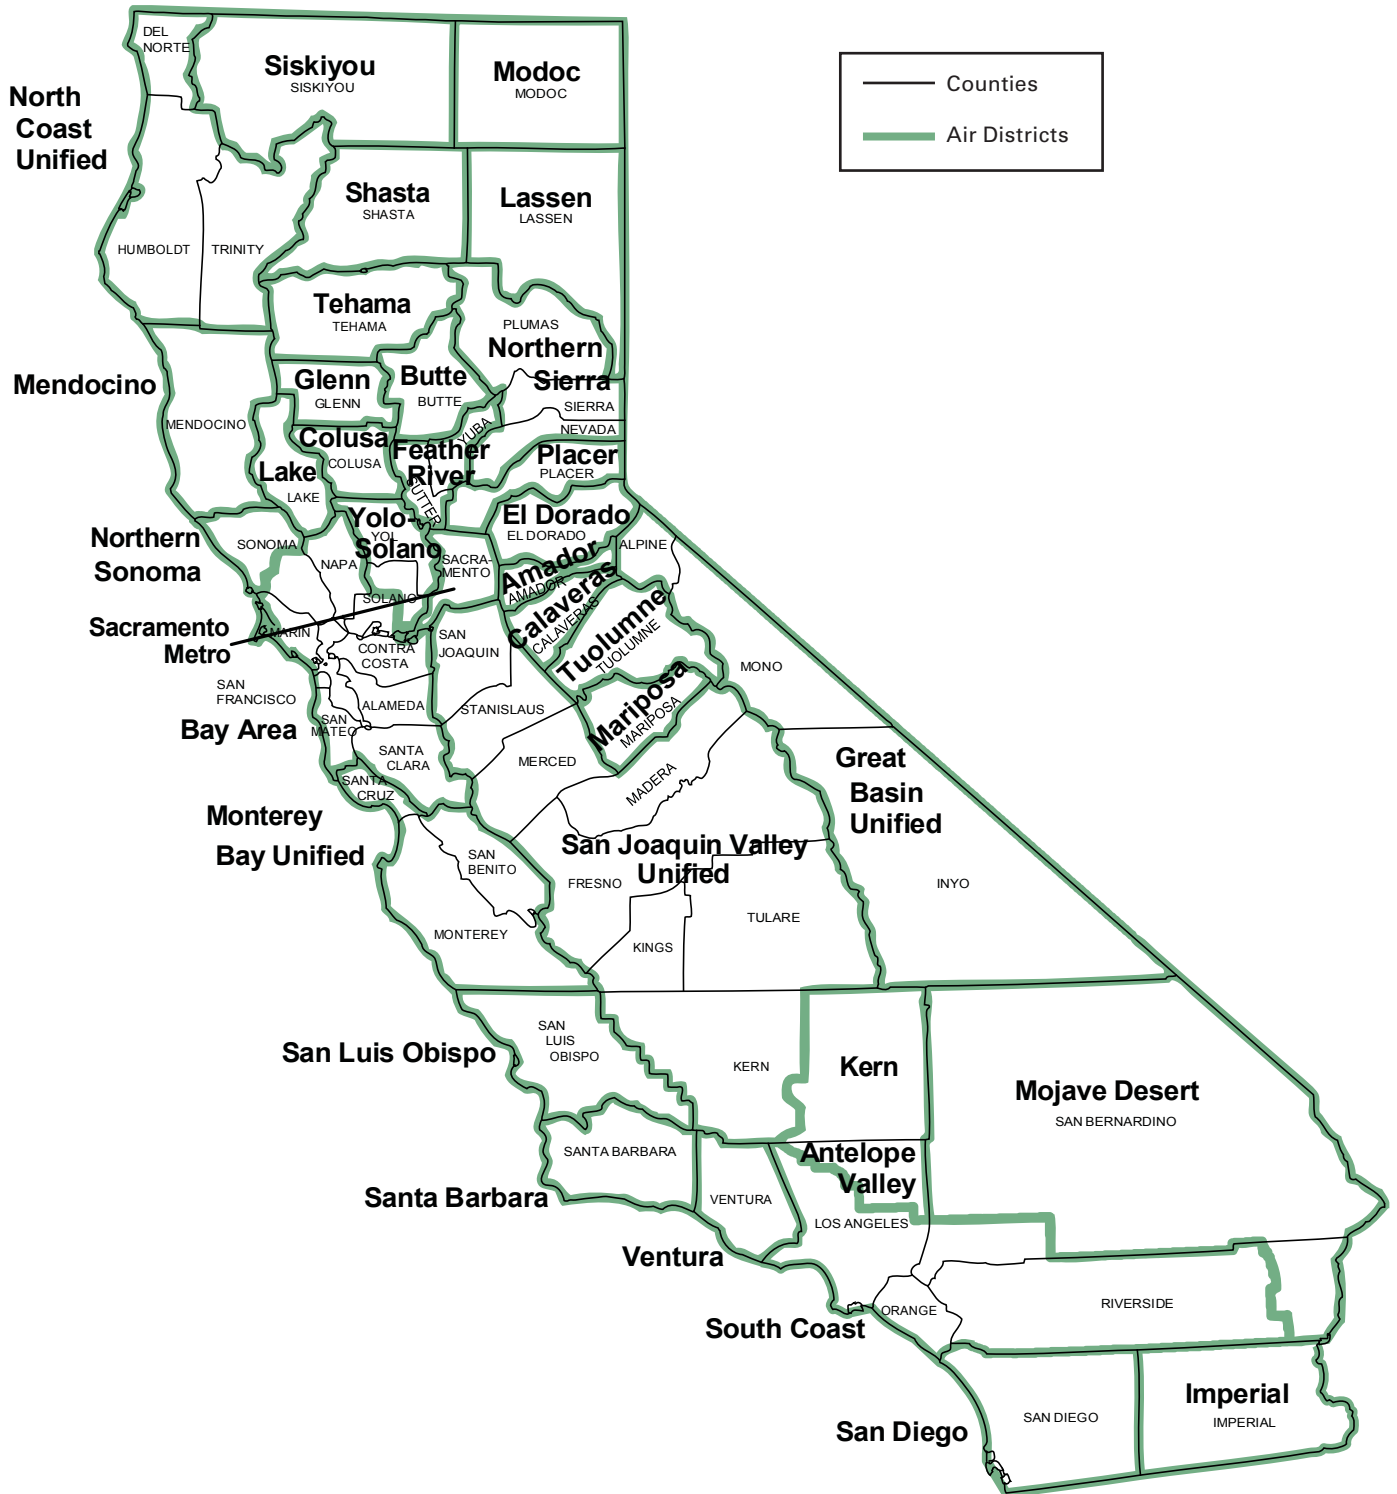 DEL
NORTE
Siskiyou
SISKIYOU
Modoc
MODOC
Counties
Air Districts
North
Coast
Unified
Shasta
SHASTA
Lassen
LASSEN
HUMBOLDT
TRINITY
Tehama
TEHAMA
PLUMAS
Northern
Sierra
SIERRA
Mendocino
MENDOCINO
Glenn
GLENN
Butte
BUTTE
YUBA
NEVADA
Colusa
COLUSA
Feather
River
SUTTER
Placer
PLACER
Lake
LAKE
Yolo-
YOL
Solano
SOLANO
El Dorado
EL DORADO
Northern
Sonoma
SONOMA
NAPA
SACRA-
MENTO
Amador
AMADOR
ALPINE
Calaveras
CALAVERAS
Tuolumne
TUOLUMNE
Sacramento
Metro
MARIN
CONTRA
COSTA
SAN
JOAQUIN
MONO
SAN
FRANCISCO
ALAMEDA
STANISLAUS
Mariposa
MARIPOSA
Bay Area
SAN
MATEO
SANTA
CLARA
MERCED
MADERA
Great
Basin
Unified
SANTA
CRUZ
Monterey
Bay Unified
SAN
BENITO
San Joaquin Valley
Unified
FRESNO
INYO
MONTEREY
KINGS
TULARE
San Luis Obispo
SAN
LUIS
OBISPO
KERN
Kern
Mojave Desert
SAN BERNARDINO
Santa Barbara
SANTA BARBARA
Antelope
Valley
VENTURA
LOS ANGELES
Ventura
South Coast
ORANGE
RIVERSIDE
San Diego
SAN DIEGO
Imperial
IMPERIAL